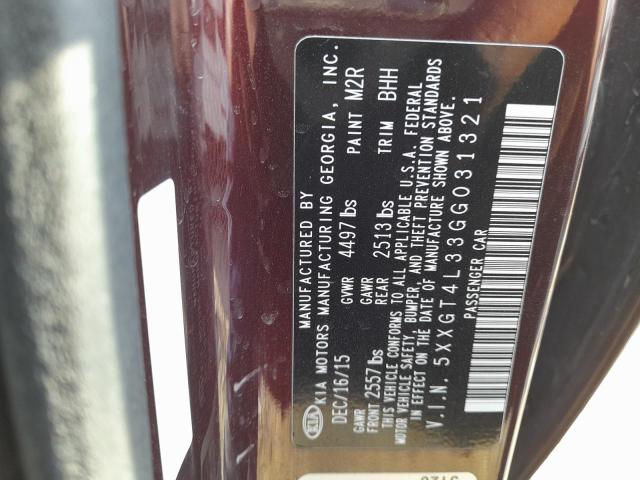 KIA
MANUFACTURED BY
KIA MOTORS MANUFACTURING GEORGIA, INC.
DEC/16/15 GVWR 4497 lbs PAINT M2R
GAWR FRONT 2557 lbs GAWR REAR 2513 lbs TRIM BHH
THIS VEHICLE CONFORMS TO ALL APPLICABLE U.S.A. FEDERAL
MOTOR VEHICLE SAFETY, BUMPER, AND THEFT PREVENTION STANDARDS
IN EFFECT ON THE DATE OF MANUFACTURE SHOWN ABOVE.
V.I.N. 5XXGT4L33GG031321
PASSENGER CAR